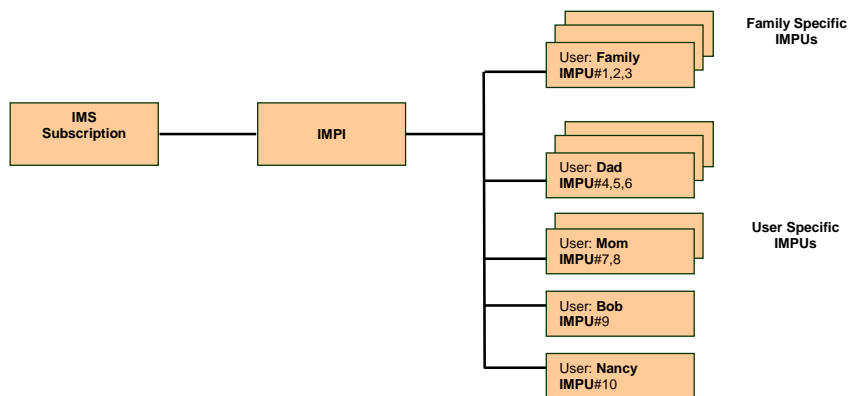 Family Specific
IMPUs
User: Family
IMPU#1,2,3
IMS
Subscription
IMPI
User: Dad
IMPU#4,5,6
User Specific
IMPUs
User: Mom
IMPU#7,8
User: Bob
IMPU#9
User: Nancy
IMPU#10